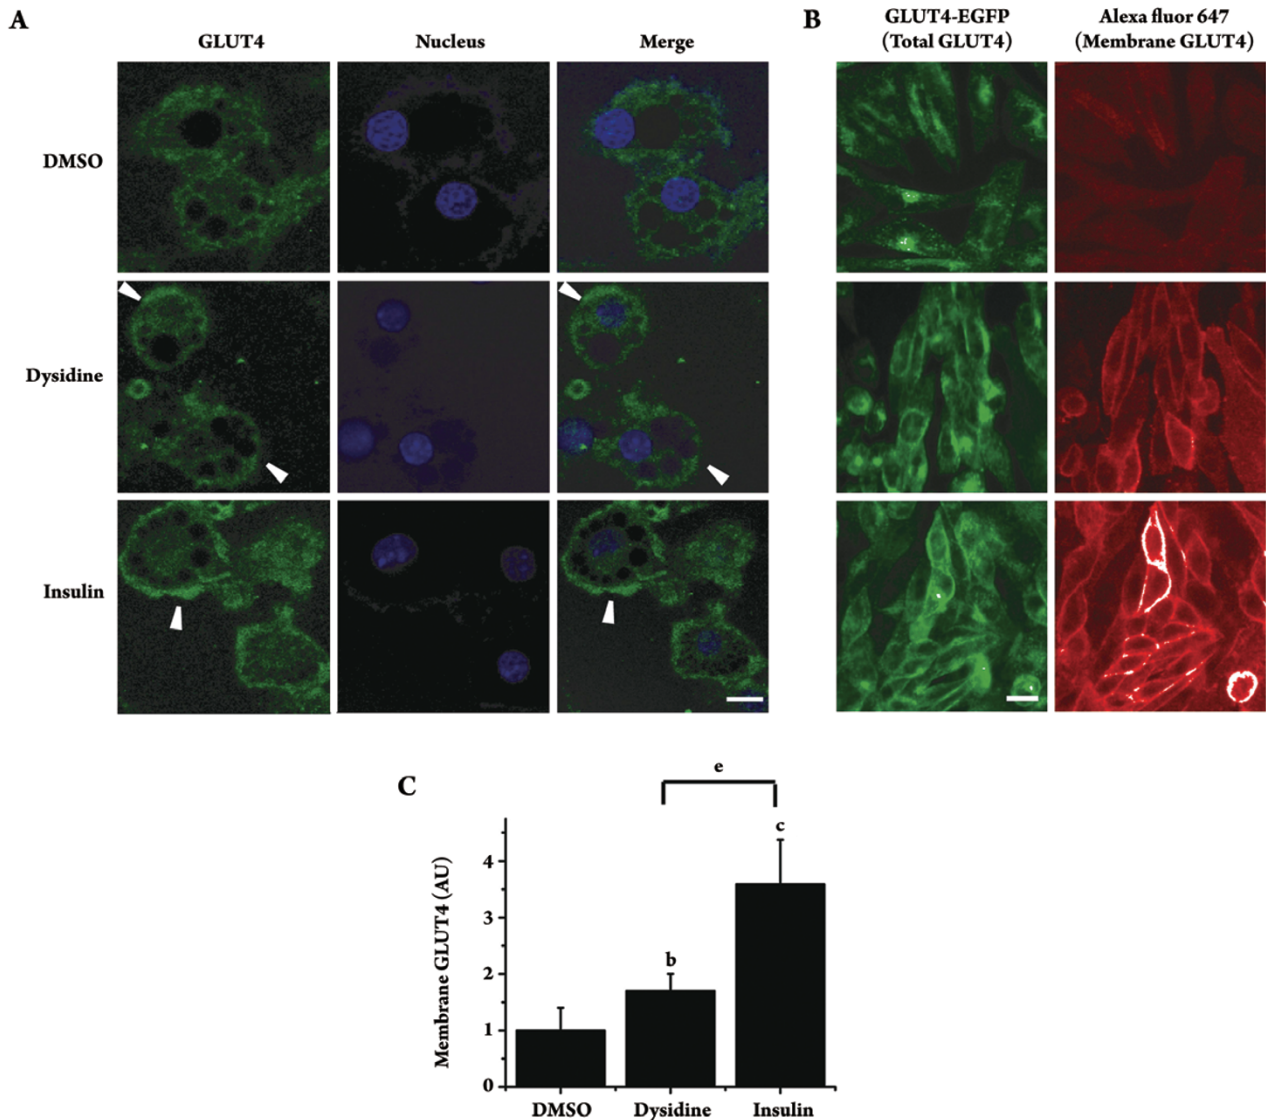 A
GLUT4
Nucleus
Merge
DMSO
Dysidine
Insulin
B
GLUT4-EGFP
(Total GLUT4)
Alexa fluor 647
(Membrane GLUT4)
C
e
Membrane GLUT4 (AU)
4
3
2
1
0
b
c
DMSO
Dysidine
Insulin